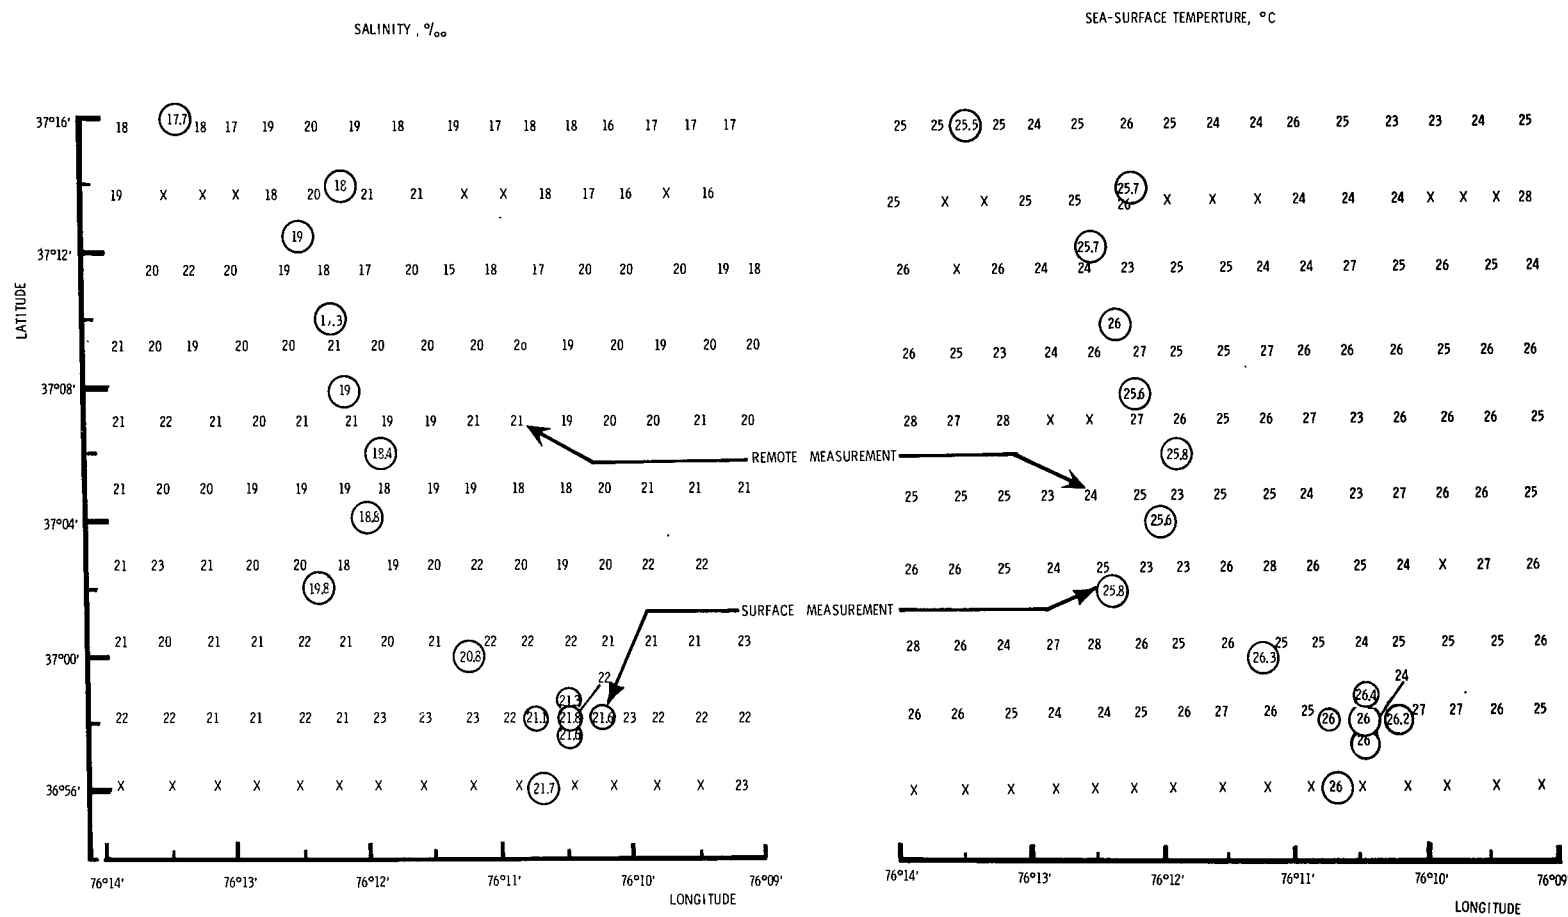 SALINITY , ‰
SEA-SURFACE TEMPERTURE, °C
37°16'
18 17.7 18 17 19 20 19 18 19 17 18 18 16 17 17 17
25 25 25.5 25 24 25 26 25 24 24 26 25 23 23 24 25
18
25.7
19 X X X 18 20 21 21 X X 18 17 16 X 16
25 X X 25 25 26 X X X 24 24 24 X X X 28
19
25.7
37°12'
20 22 20 19 18 17 20 15 18 17 20 20 20 19 18
26 X 26 24 24 23 25 25 24 24 27 25 26 25 24
LATITUDE
26
21 20 19 20 20 21 20 20 20 20 19 20 19 20 20
26 25 23 24 26 27 25 25 27 26 26 26 25 26 26
37°08'
19
25.6
21 22 21 20 21 21 19 19 21 21 19 20 20 21 20
28 27 28 X X 27 26 25 26 27 23 26 26 26 25
18.4
REMOTE MEASUREMENT
25.8
21 20 20 19 19 19 18 19 19 18 18 20 21 21 21
25 25 25 23 24 25 23 25 25 24 23 27 26 26 25
37°04'
18.8
25.6
21 23 21 20 20 18 19 20 22 20 19 20 22 22
26 26 25 24 25 23 23 26 28 26 25 24 X 27 26
19.8
25.8
SURFACE MEASUREMENT
21 20 21 21 22 21 20 21 22 22 22 21 21 21 23
28 26 24 27 28 26 25 26 25 25 24 25 25 25 26
37°00'
20.8
26.3
22
24
21.3
26.4
22 22 21 21 22 21 23 23 23 22 21.1 21.8 21.6 23 22 22 22
26 26 25 24 24 25 26 27 26 25 26 26 26.2 27 27 26 25
21.6
26
36°56'
X X X X X X X X X X 21.7 X X X X 23
X X X X X X X X X X 26 X X X X X
76°14' 76°13' 76°12' 76°11' 76°10' 76°09'
LONGITUDE
76°14' 76°13' 76°12' 76°11' 76°10' 76°09'
LONGITUDE